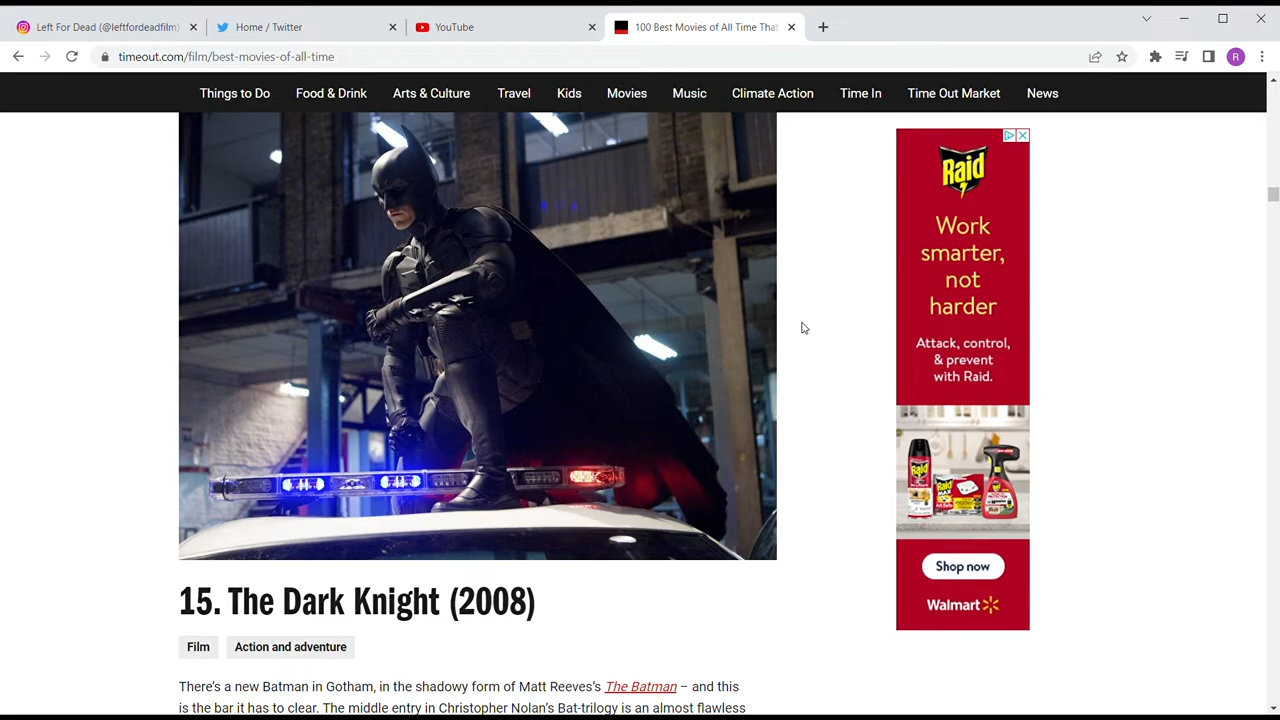 Left For Dead (@leftfordeadfilm)
Home / Twitter
YouTube
100 Best Movies of All Time That
timeout.com/film/best-movies-of-all-time
R
Things to Do
Food & Drink
Arts & Culture
Travel
Kids
Movies
Music
Climate Action
Time In
Time Out Market
News
Raid
Work
smarter,
not
harder
Attack, control,
& prevent
with Raid.
Shop now
Walmart
15. The Dark Knight (2008)
Film
Action and adventure
There's a new Batman in Gotham, in the shadowy form of Matt Reeves's The Batman – and this
is the bar it has to clear. The middle entry in Christopher Nolan's Bat-trilogy is an almost flawless